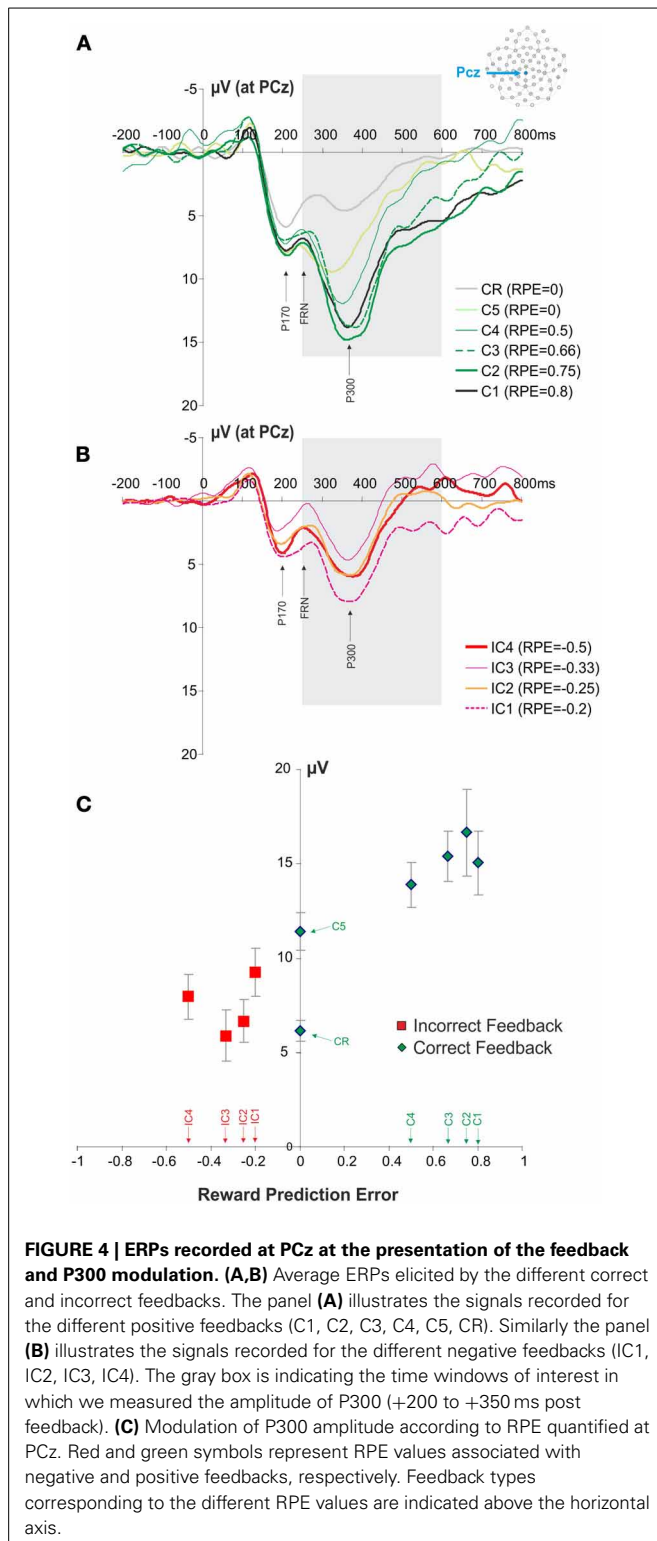 A
µV (at PCz)
Pcz
-5
-200 -100 0 100 200 300 400 500 600 700 800ms
5
10
15
20
P170
FRN
P300
CR (RPE=0)
C5 (RPE=0)
C4 (RPE=0.5)
C3 (RPE=0.66)
C2 (RPE=0.75)
C1 (RPE=0.8)
B
µV (at PCz)
-5
-200 -100 0 100 200 300 400 500 600 700 800ms
5
10
15
20
P170
FRN
P300
IC4 (RPE=-0.5)
IC3 (RPE=-0.33)
IC2 (RPE=-0.25)
IC1 (RPE=-0.2)
C
µV
20
15
10
5
0
C5
CR
Incorrect Feedback
Correct Feedback
IC4
IC3
IC2
IC1
C4
C3
C2
C1
-1 -0.8 -0.6 -0.4 -0.2 0 0.2 0.4 0.6 0.8 1
Reward Prediction Error
FIGURE 4 | ERPs recorded at PCz at the presentation of the feedback
and P300 modulation. (A,B) Average ERPs elicited by the different correct
and incorrect feedbacks. The panel (A) illustrates the signals recorded for
the different positive feedbacks (C1, C2, C3, C4, C5, CR). Similarly the panel
(B) illustrates the signals recorded for the different negative feedbacks (IC1,
IC2, IC3, IC4). The gray box is indicating the time windows of interest in
which we measured the amplitude of P300 (+200 to +350 ms post
feedback). (C) Modulation of P300 amplitude according to RPE quantified at
PCz. Red and green symbols represent RPE values associated with
negative and positive feedbacks, respectively. Feedback types
corresponding to the different RPE values are indicated above the horizontal
axis.